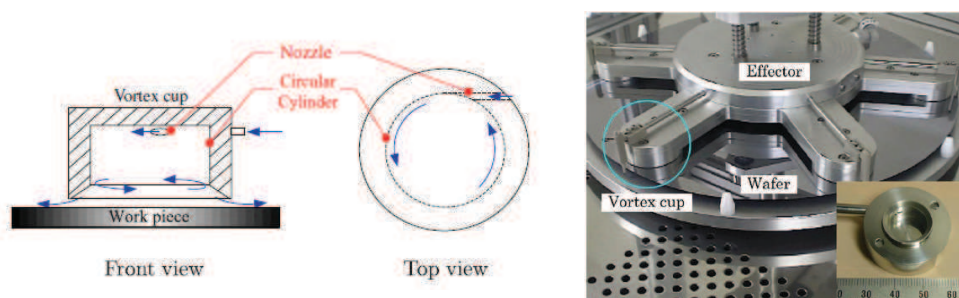 Nozzle
Circular
Cylinder
Vortex cup
Work piece
Front view
Top view
Effector
Wafer
Vortex cup
0 30 40 50 60